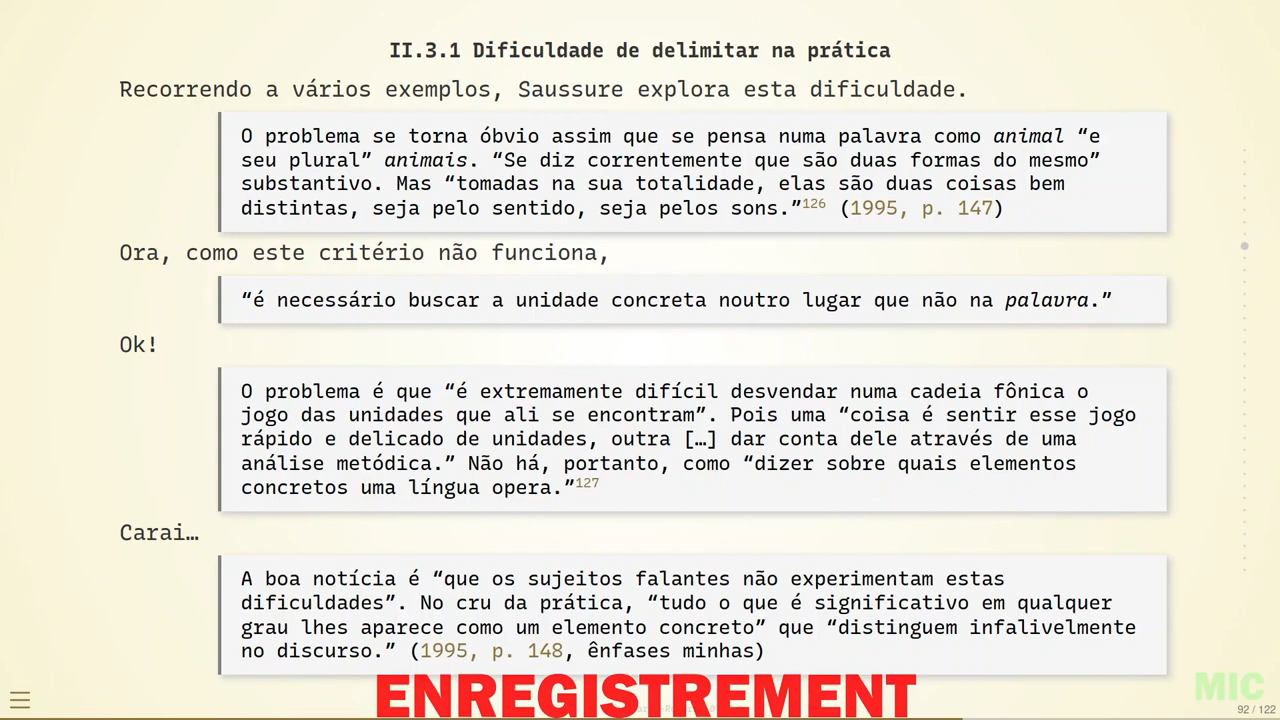 II.3.1 Dificuldade de delimitar na prática
Recorrendo a vários exemplos, Saussure explora esta dificuldade.
O problema se torna óbvio assim que se pensa numa palavra como animal “e
seu plural” animais. “Se diz correntemente que são duas formas do mesmo”
substantivo. Mas “tomadas na sua totalidade, elas são duas coisas bem
distintas, seja pelo sentido, seja pelos sons.”126 (1995, p. 147)
Ora, como este critério não funciona,
“é necessário buscar a unidade concreta noutro lugar que não na palavra.”
Ok!
O problema é que “é extremamente difícil desvendar numa cadeia fônica o
jogo das unidades que ali se encontram”. Pois uma “coisa é sentir esse jogo
rápido e delicado de unidades, outra […] dar conta dele através de uma
análise metódica.” Não há, portanto, como “dizer sobre quais elementos
concretos uma língua opera.”127
Carai…
A boa notícia é “que os sujeitos falantes não experimentam estas
dificuldades”. No cru da prática, “tudo o que é significativo em qualquer
grau lhes aparece como um elemento concreto” que “distinguem infalivelmente
no discurso.” (1995, p. 148, ênfases minhas)
ENREGISTREMENT
MIC
92 / 122